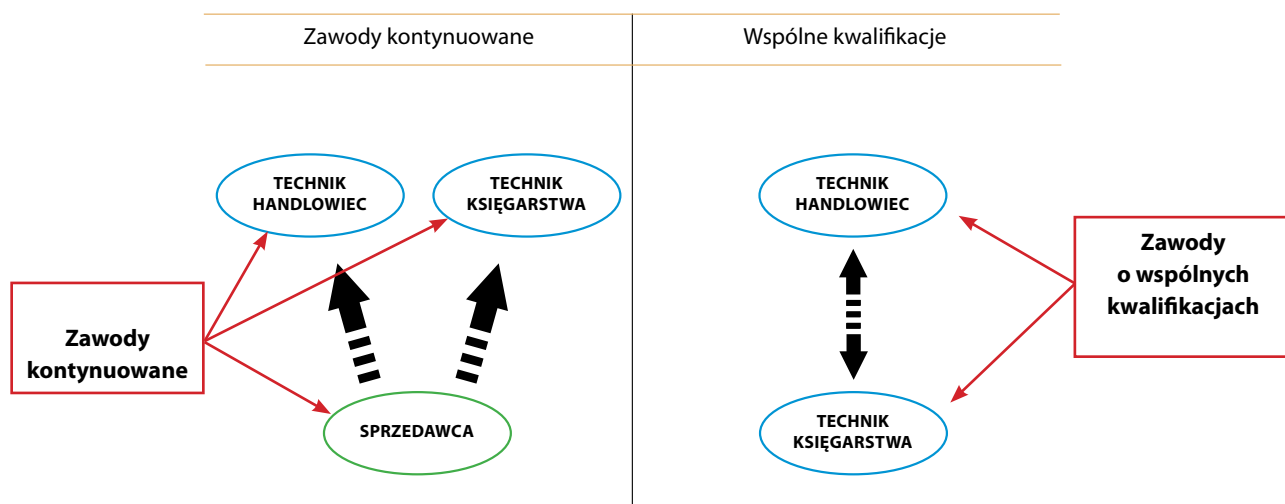 Zawody kontynuowane
Wspólne kwalifikacje
TECHNIK
HANDLOWIEC
TECHNIK
KSIĘGARSTWA
Zawody
kontynuowane
SPRZEDAWCA
TECHNIK
HANDLOWIEC
Zawody
o wspólnych
kwalifikacjach
TECHNIK
KSIĘGARSTWA